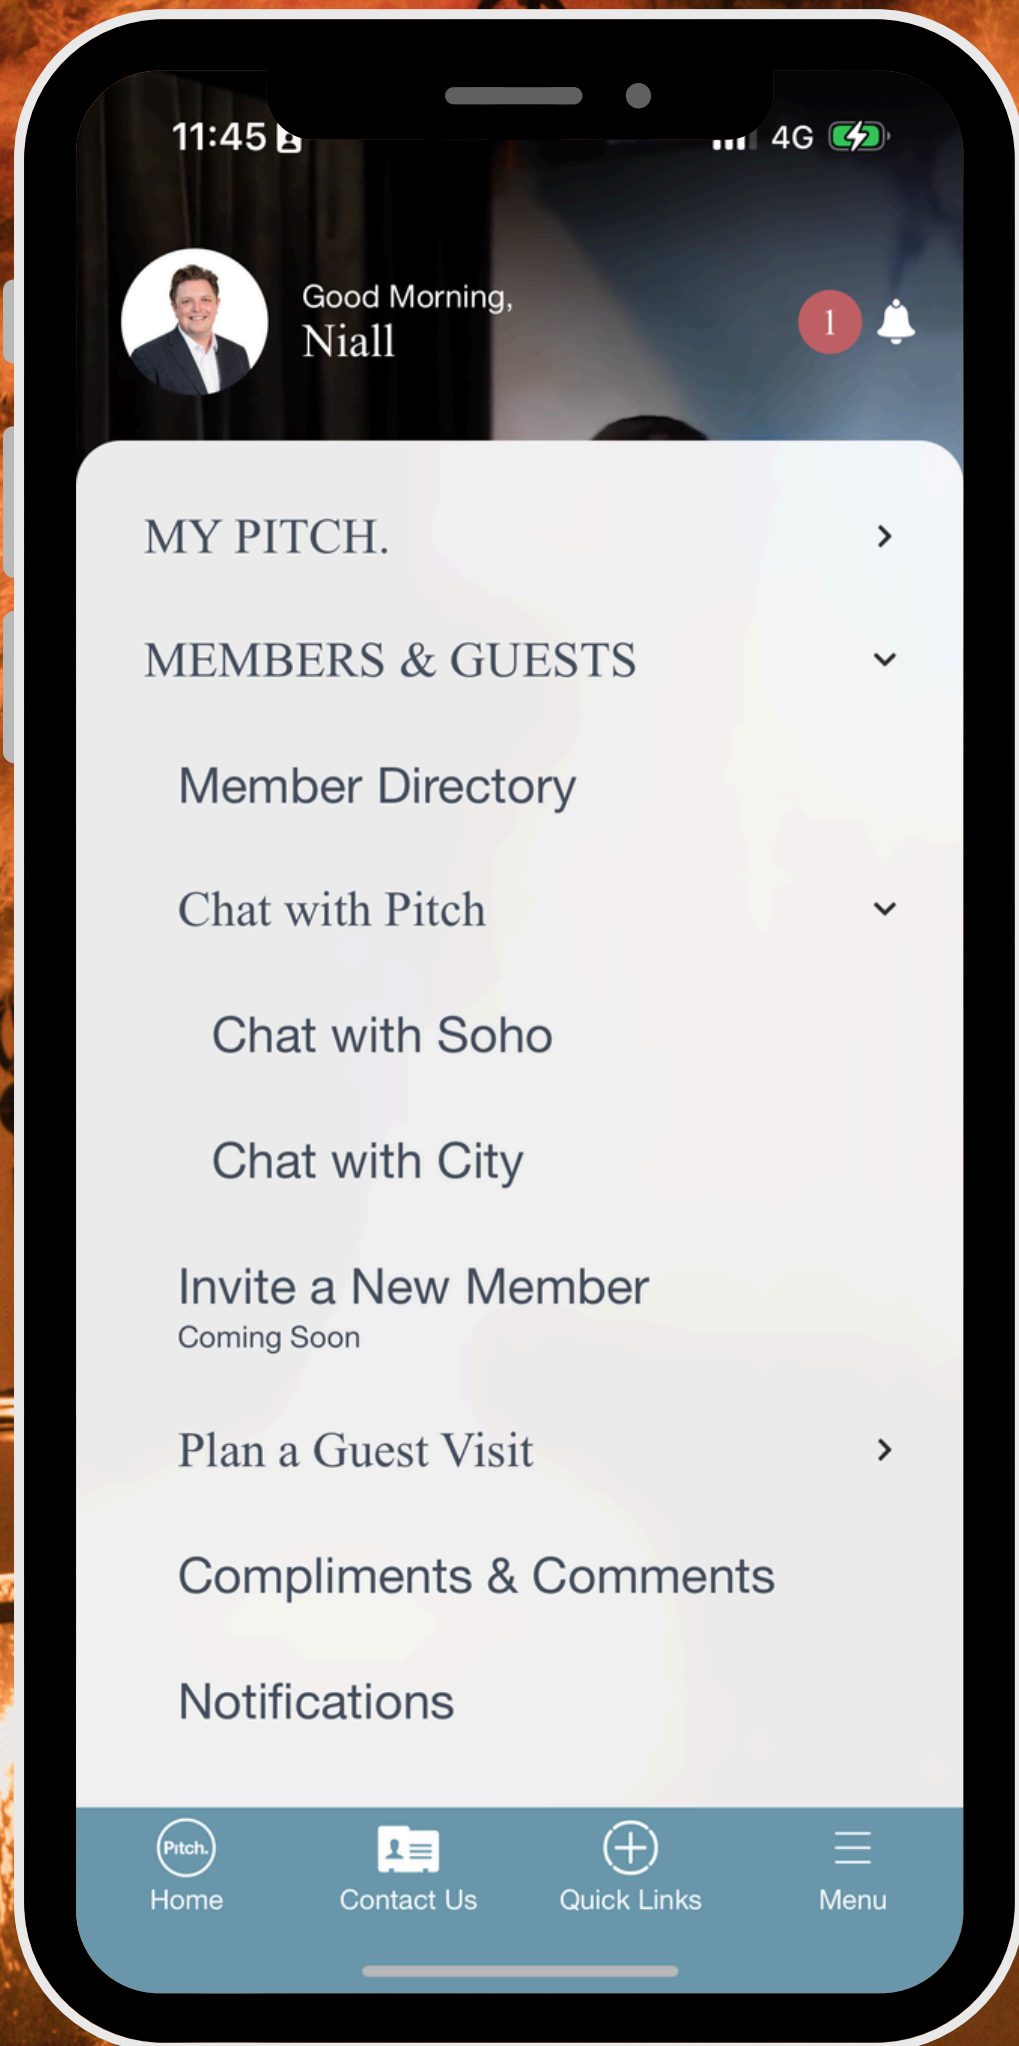 11:45
4G
Good Morning,
Niall
1
MY PITCH.
MEMBERS & GUESTS
Member Directory
Chat with Pitch
Chat with Soho
Chat with City
Invite a New Member
Coming Soon
Plan a Guest Visit
Compliments & Comments
Notifications
Pitch.
Home
Contact Us
Quick Links
Menu